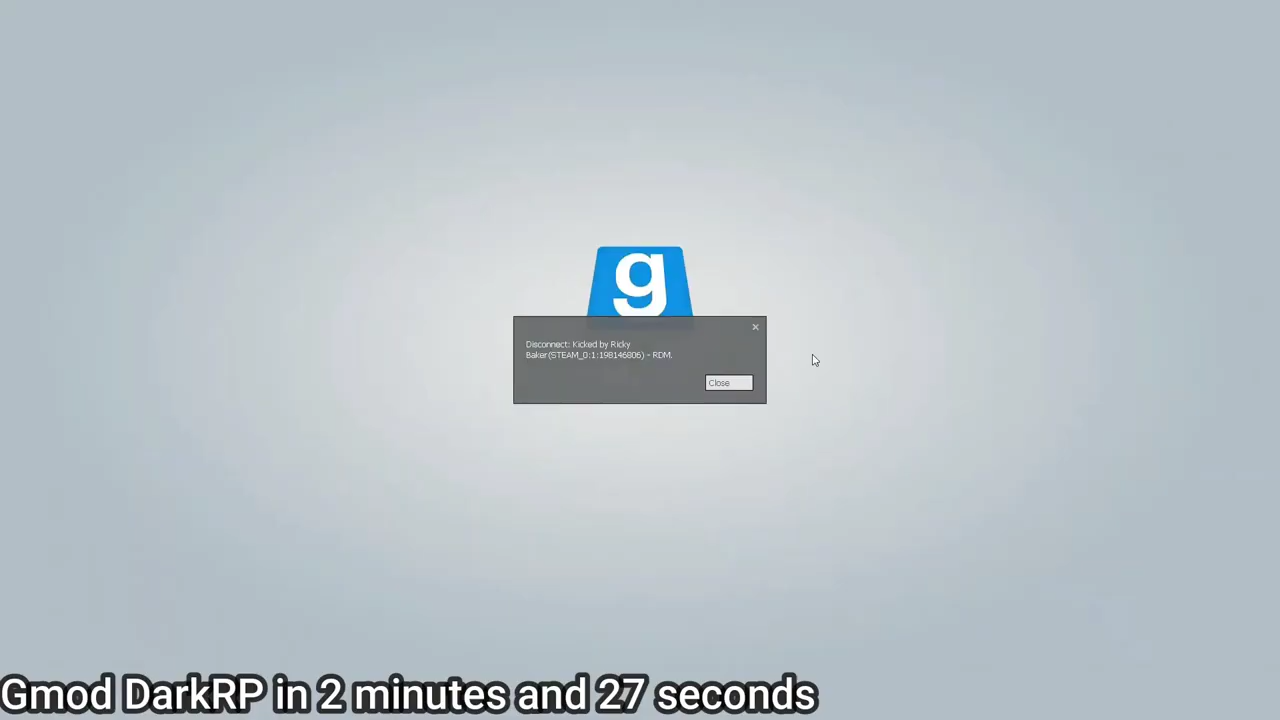 g
Disconnect: Kicked by Ricky
Baker(STEAM_0:1:198146806) - RDM.
Close
Gmod DarkRP in 2 minutes and 27 seconds